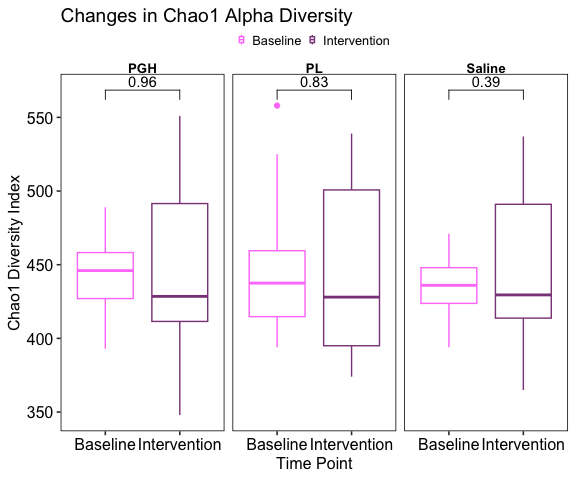 Changes in Chao1 Alpha Diversity
Baseline Intervention
PGH PL Saline
0.96 0.83 0.39
550
500
450
400
350
Chao1 Diversity Index
Baseline Intervention Baseline Intervention Baseline Intervention
Time Point